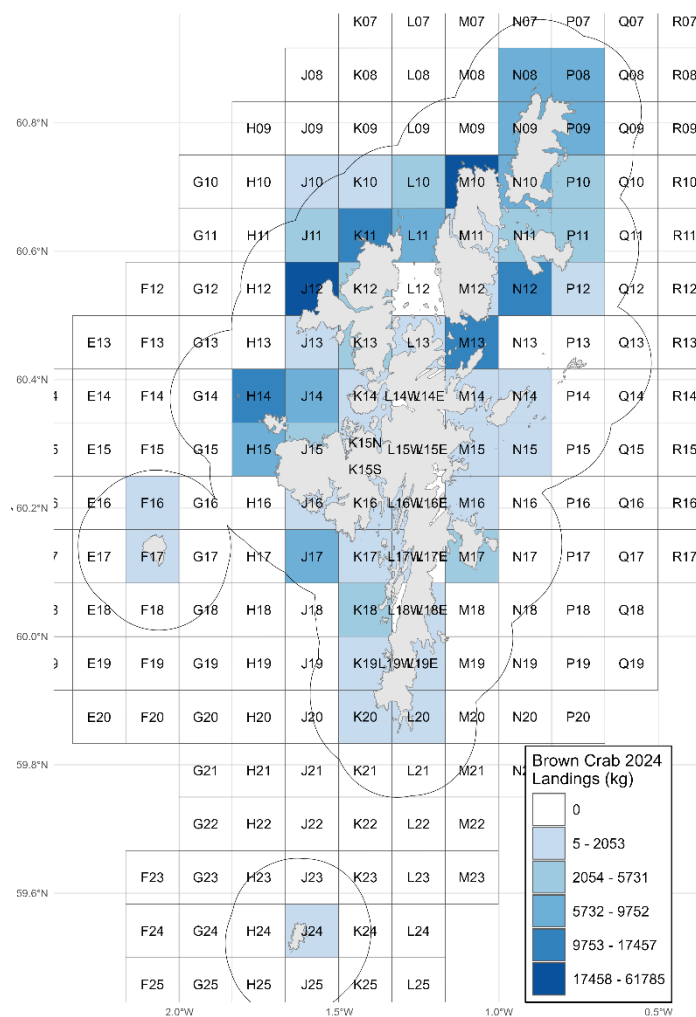 K07 L07 M07 N07 P07 Q07 R07
J08 K08 L08 M08 N08 P08 Q08 R08
60.8°N
H09 J09 K09 L09 M09 N09 P09 Q09 R09
G10 H10 J10 K10 L10 M10 N10 P10 Q10 R10
60.6°N
G11 H11 J11 K11 L11 M11 N11 P11 Q11 R11
F12 G12 H12 J12 K12 L12 M12 N12 P12 Q12 R12
E13 F13 G13 H13 J13 K13 L13 M13 N13 P13 Q13 R13
60.4°N
4 E14 F14 G14 H14 J14 K14 L14W L14E M14 N14 P14 Q14 R14
K15N
5 E15 F15 G15 H15 J15 L15W L15E M15 N15 P15 Q15 R15
K15S
60.2°N
6 E16 F16 G16 H16 J16 K16 L16W L16E M16 N16 P16 Q16 R16
7 E17 F17 G17 H17 J17 K17 L17W L17E M17 N17 P17 Q17 R17
3 E18 F18 G18 H18 J18 K18 L18W L18E M18 N18 P18 Q18
60.0°N
9 E19 F19 G19 H19 J19 K19 L19W L19E M19 N19 P19 Q19
E20 F20 G20 H20 J20 K20 L20 M20 N20 P20
59.8°N
G21 H21 J21 K21 L21 M21 N2
G22 H22 J22 K22 L22 M22
59.6°N
F23 G23 H23 J23 K23 L23 M23
F24 G24 H24 J24 K24 L24
F25 G25 H25 J25 K25 L25
2.0°W 1.5°W 1.0°W 0.5°W
Brown Crab 2024
Landings (kg)
0
5 - 2053
2054 - 5731
5732 - 9752
9753 - 17457
17458 - 61785